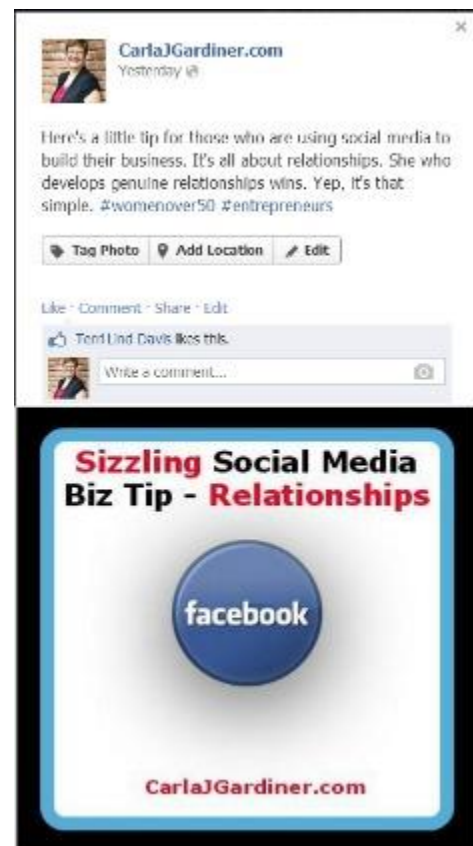 CarlaJGardiner.com
Yesterday
Here's a little tip for those who are using social media to
build their business. It's all about relationships. She who
develops genuine relationships wins. Yep, it's that
simple. #womenover50 #entrepreneurs
Tag Photo Add Location Edit
Like · Comment · Share · Edit
Terri Lind Davis likes this.
Write a comment...
Sizzling Social Media
Biz Tip - Relationships
facebook
CarlaJGardiner.com